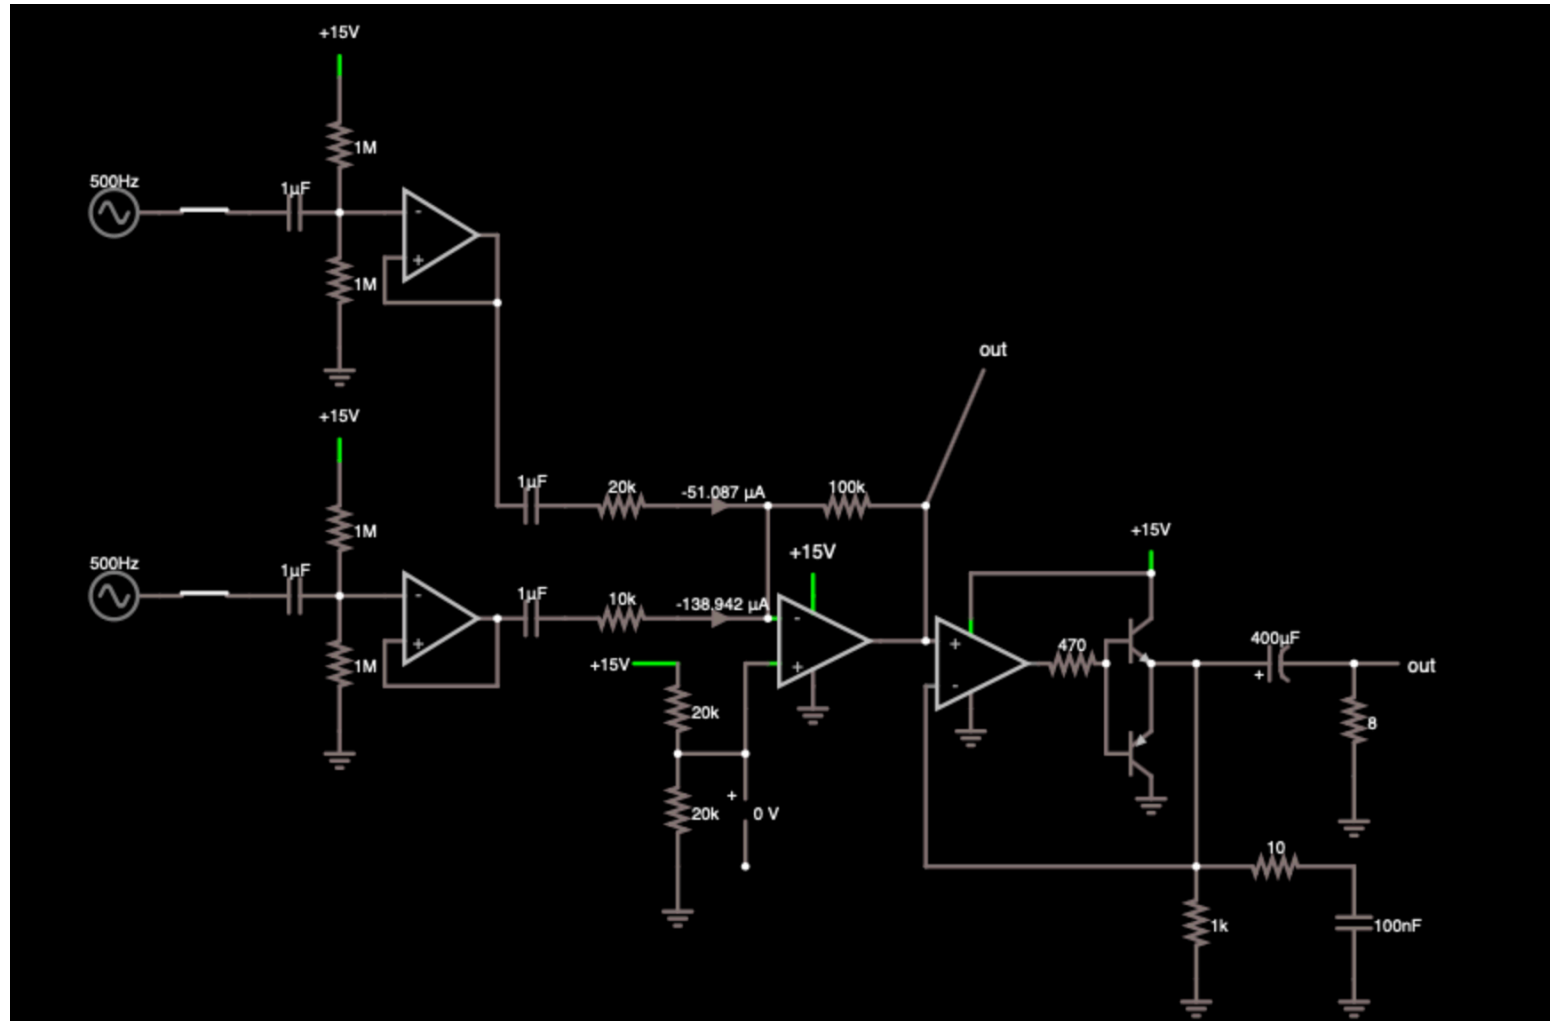 +15V
1M
500Hz
1µF
-
+
1M
+15V
out
1µF
20k
-51.087 µA
100k
1M
+15V
+15V
500Hz
1µF
1µF
10k
-138.942 µA
-
-
+
+
470
400µF
+
out
1M
+15V
+
-
20k
8
+
20k
0 V
10
1k
100nF